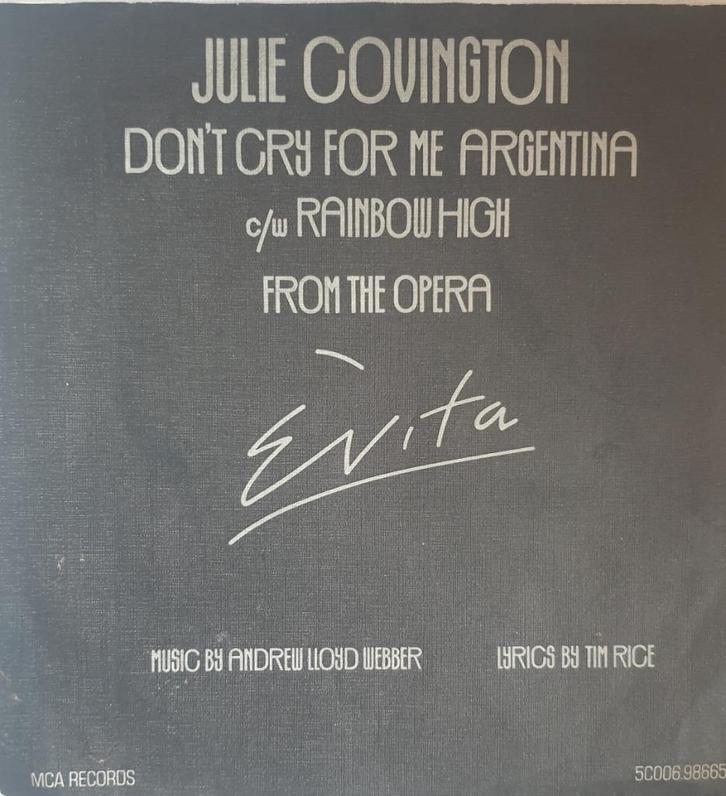 JULIE COVINGTON
DON'T CRY FOR ME ARGENTINA
c/w RAINBOW HIGH
FROM THE OPERA
Èvita
MUSIC BY ANDREW LLOYD WEBBER LYRICS BY TIM RICE
MCA RECORDS 5C006.98665